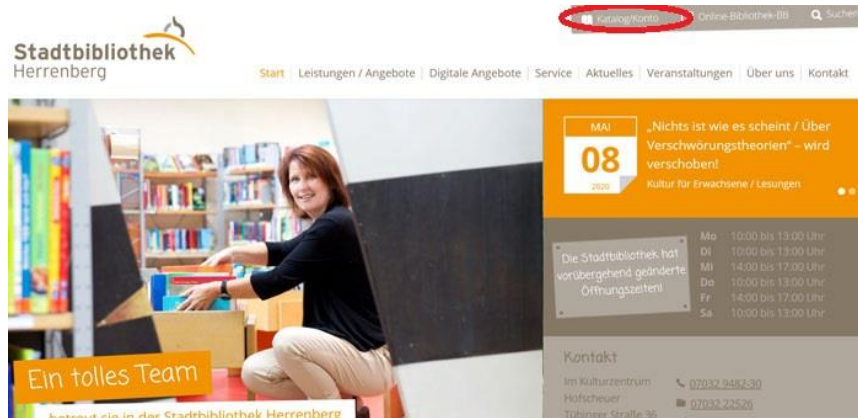 Katalog/Konto
Online-Bibliothek-BB
Suchen
Stadtbibliothek
Herrenberg
Start
Leistungen / Angebote
Digitale Angebote
Service
Aktuelles
Veranstaltungen
Über uns
Kontakt
MAI
08
2020
„Nichts ist wie es scheint / Über
Verschwörungstheorien“ – wird
verschoben!
Kultur für Erwachsene / Lesungen
Die Stadtbibliothek hat
vorübergehend geänderte
Öffnungszeiten!
Mo 10:00 bis 13:00 Uhr
Di 10:00 bis 13:00 Uhr
Mi 14:00 bis 17:00 Uhr
Do 10:00 bis 13:00 Uhr
Fr 14:00 bis 17:00 Uhr
Sa 10:00 bis 13:00 Uhr
Ein tolles Team
betreut sie in der Stadtbibliothek Herrenberg
Kontakt
Im Kulturzentrum
Hofscheuer
Tübinger Straße 36
07032 9482-30
07032 22526